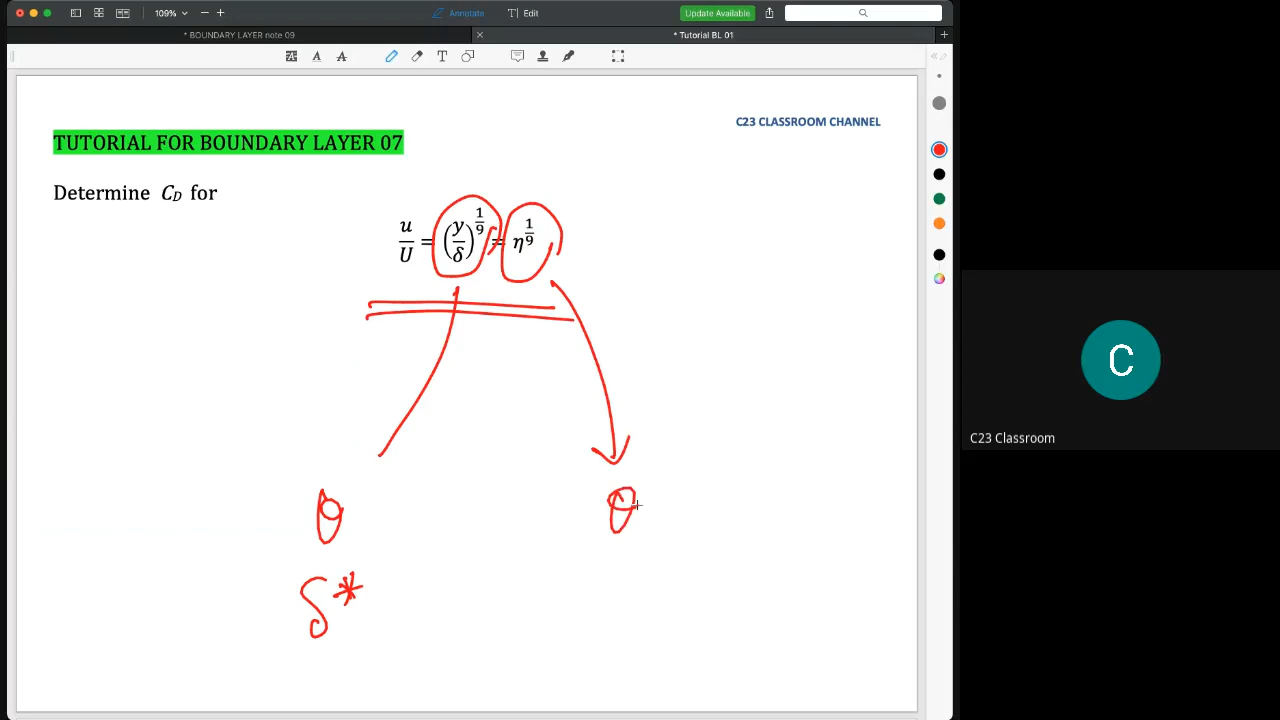 109%
Annotate
Edit
Update Available
* BOUNDARY LAYER note 09
* Tutorial BL 01
C23 CLASSROOM CHANNEL
TUTORIAL FOR BOUNDARY LAYER 07
Determine C_D for
u/U = (y/δ)^(1/9) = η^(1/9)
θ
θ
δ*
C
C23 Classroom